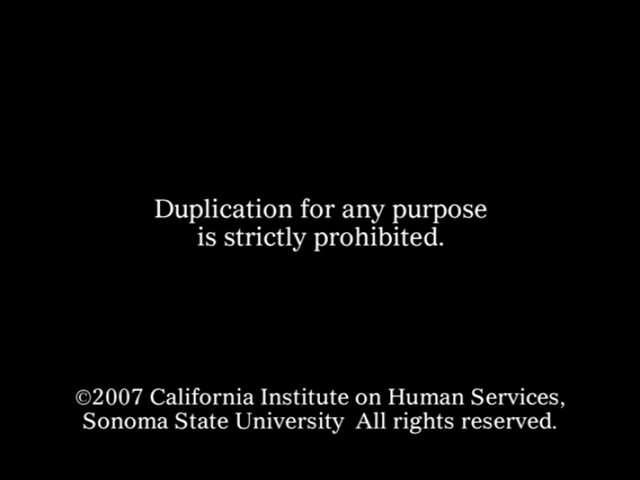 Duplication for any purpose
is strictly prohibited.
©2007 California Institute on Human Services,
Sonoma State University  All rights reserved.